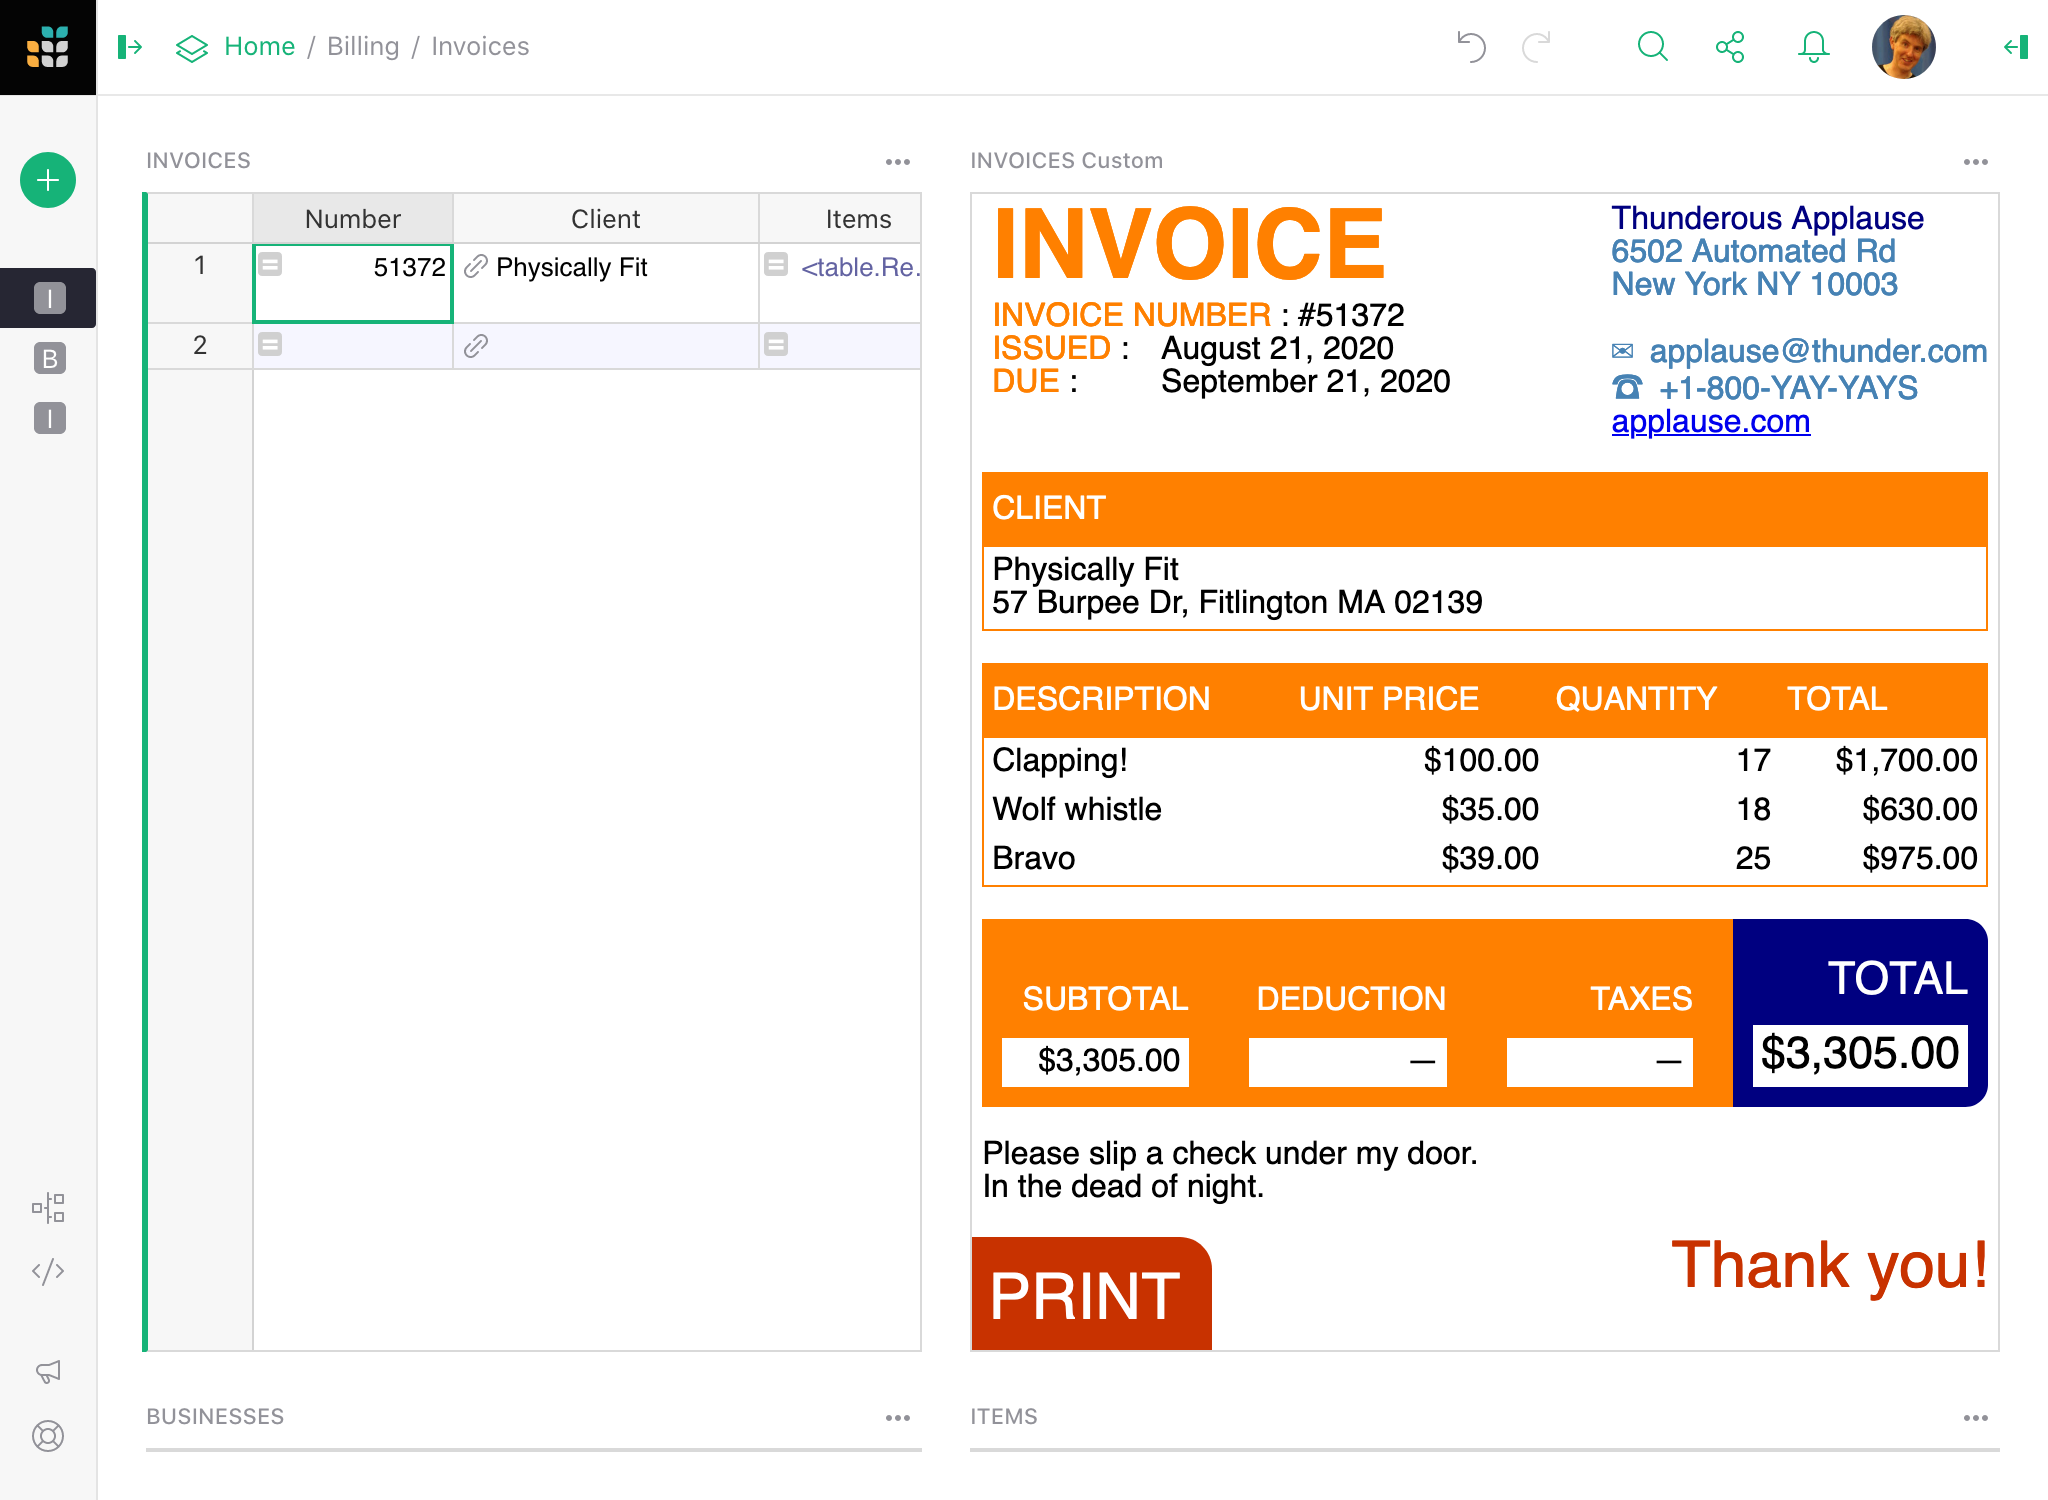 Home / Billing / Invoices
I
B
I
INVOICES
Number Client Items
1 51372 Physically Fit <table.Re.
2
INVOICES Custom
INVOICE
INVOICE NUMBER : #51372
ISSUED : August 21, 2020
DUE : September 21, 2020
Thunderous Applause
6502 Automated Rd
New York NY 10003
✉ applause@thunder.com
☎ +1-800-YAY-YAYS
applause.com
CLIENT
Physically Fit
57 Burpee Dr, Fitlington MA 02139
DESCRIPTION UNIT PRICE QUANTITY TOTAL
Clapping! $100.00 17 $1,700.00
Wolf whistle $35.00 18 $630.00
Bravo $39.00 25 $975.00
SUBTOTAL DEDUCTION TAXES TOTAL
$3,305.00 — — $3,305.00
Please slip a check under my door.
In the dead of night.
PRINT
Thank you!
BUSINESSES
ITEMS